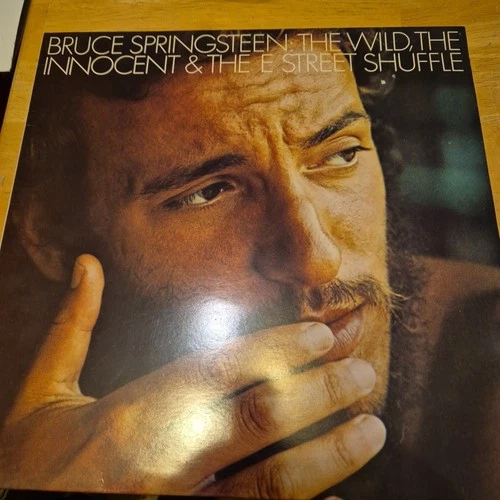 BRUCE SPRINGSTEEN: THE WILD, THE
INNOCENT & THE E STREET SHUFFLE